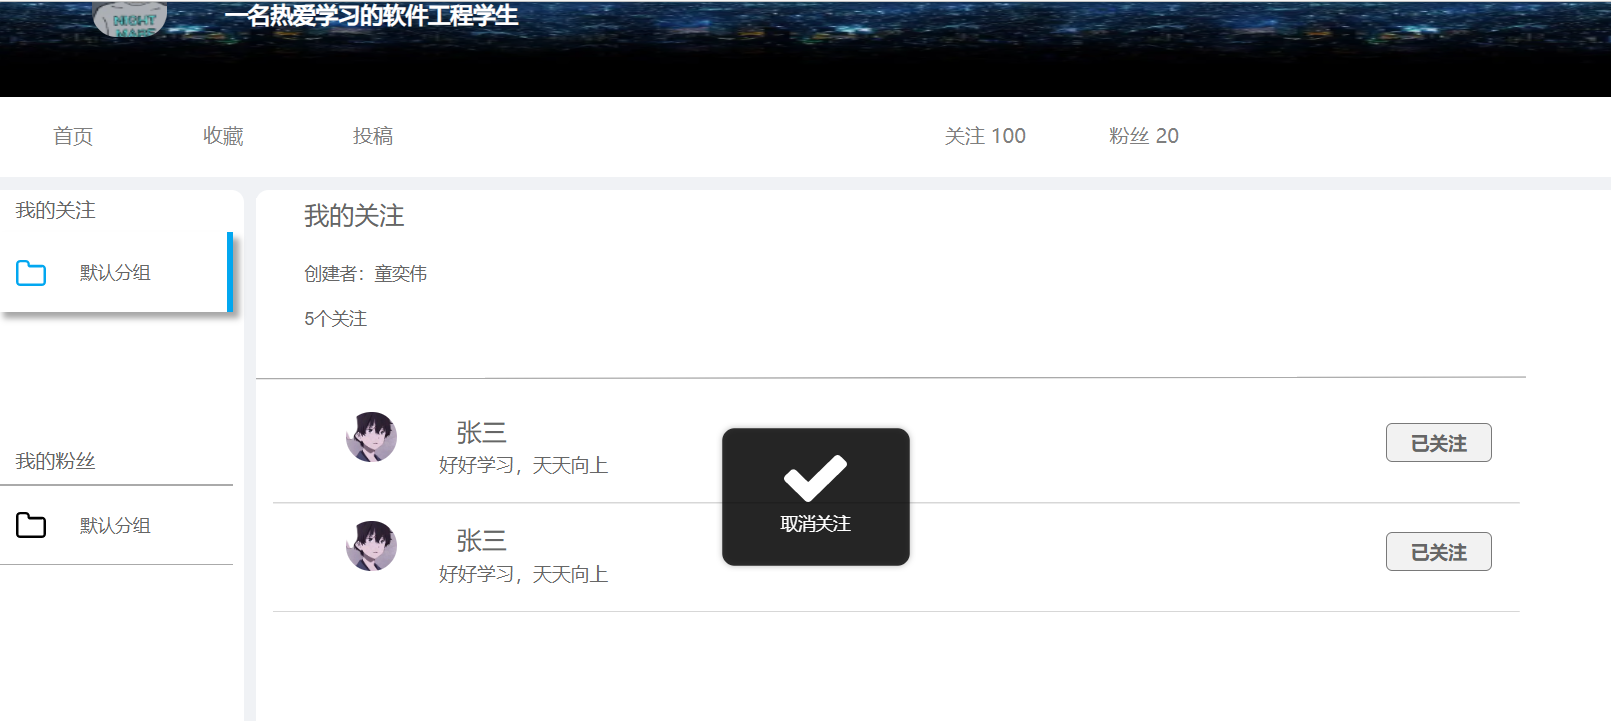 NIGHT
MARE
一名热爱学习的软件工程学生
首页 收藏 投稿 关注 100 粉丝 20
我的关注
默认分组
我的粉丝
默认分组
我的关注
创建者：童奕伟
5个关注
张三
好好学习，天天向上
已关注
张三
好好学习，天天向上
已关注
取消关注